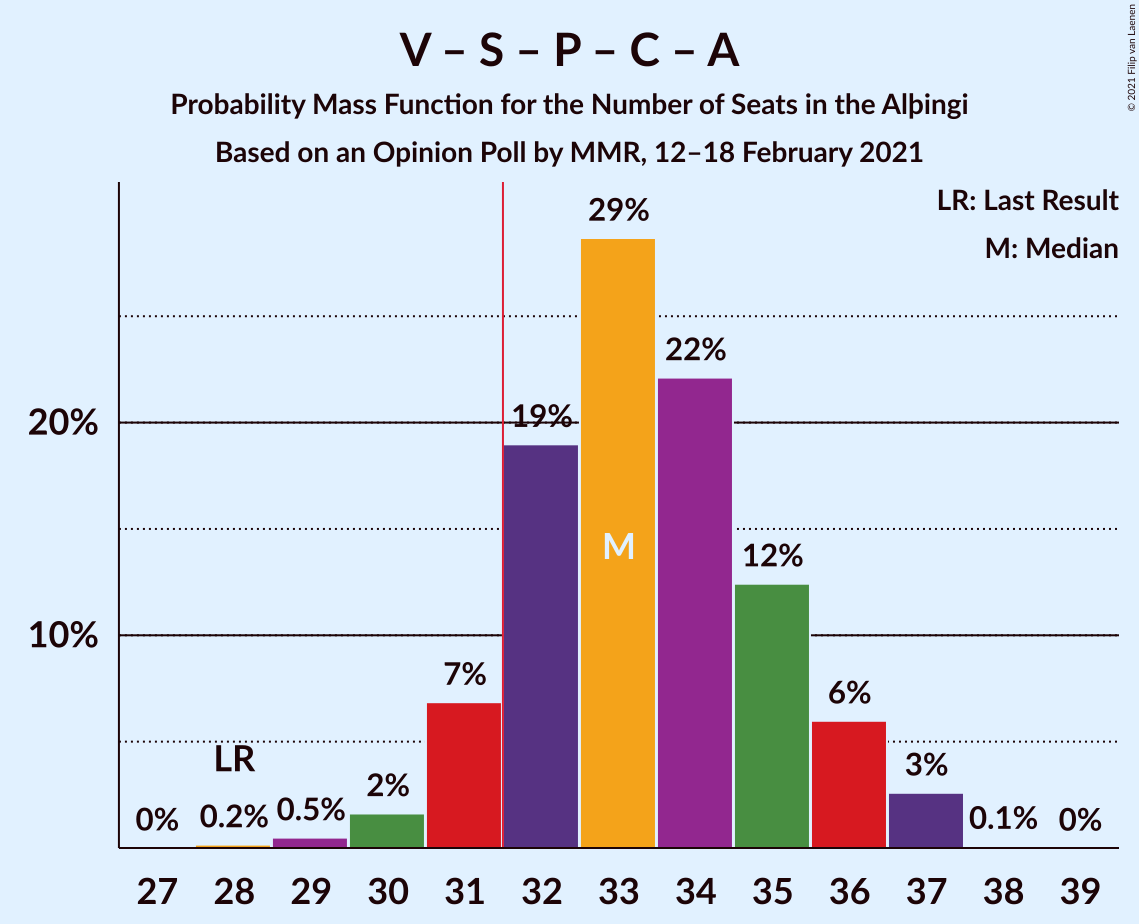 V – S – P – C – A
Probability Mass Function for the Number of Seats in the Alþingi
Based on an Opinion Poll by MMR, 12–18 February 2021
© 2021 Filip van Laenen
LR: Last Result
M: Median
20%
10%
0%
LR
0.2%
0.5%
2%
7%
19%
29%
M
22%
12%
6%
3%
0.1%
0%
27 28 29 30 31 32 33 34 35 36 37 38 39